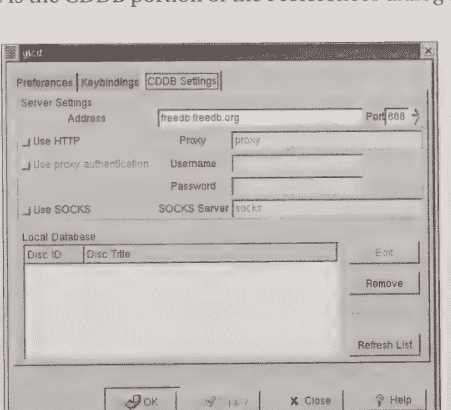 is the CDDB portion of the Preferences dialog
Preferences Keybindings CDDB Settings
Server Settings
Address freedb.freedb.org Port 888
Use HTTP Proxy proxy
Use proxy authentication Username
Password
Use SOCKS SOCKS Server socks
Local Database
Disc ID Disc Title Edit
Remove
Refresh List
OK Close Help